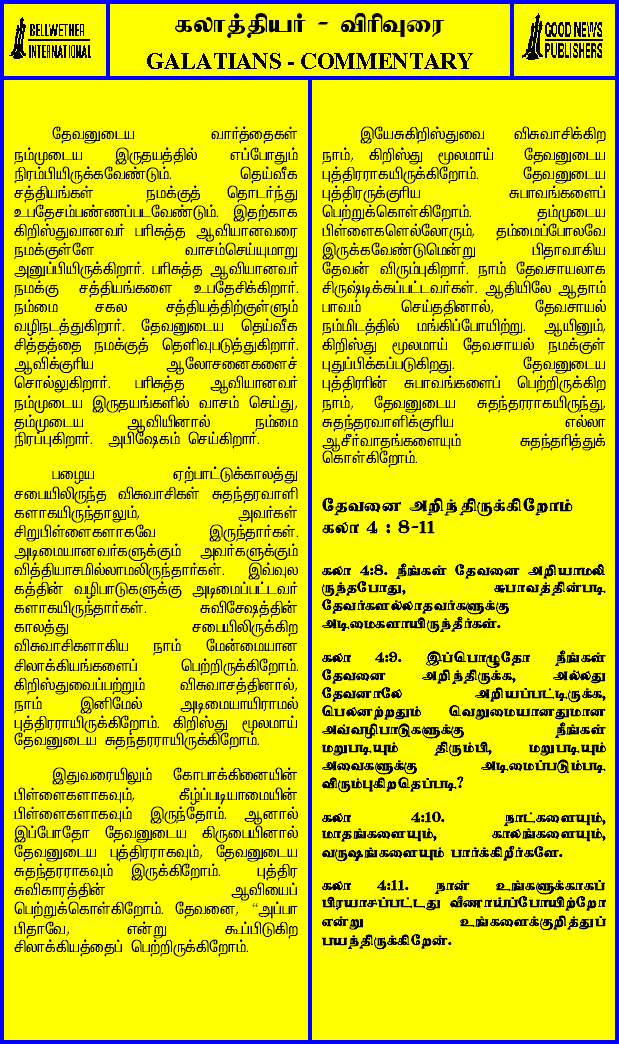 BELLWETHER
INTERNATIONAL
கலாத்தியர் - விரிவுரை
GALATIANS - COMMENTARY
GOOD NEWS
PUBLISHERS
தேவனுடைய வார்த்தைகள்
நம்முடைய இருதயத்தில் எப்போதும்
நிரம்பியிருக்கவேண்டும். தெய்வீக
சத்தியங்கள் நமக்குத் தொடர்ந்து
உபதேசம்பண்ணப்படவேண்டும். இதற்காக
கிறிஸ்துவானவர் பரிசுத்த ஆவியானவரை
நமக்குள்ளே வாசம்செய்யுமாறு
அனுப்பியிருக்கிறார். பரிசுத்த ஆவியானவர்
நமக்கு சத்தியங்களை உபதேசிக்கிறார்.
நம்மை சகல சத்தியத்திற்குள்ளும்
வழிநடத்துகிறார். தேவனுடைய தெய்வீக
சித்தத்தை நமக்குத் தெளிவுபடுத்துகிறார்.
ஆவிக்குரிய ஆலோசனைகளைச்
சொல்லுகிறார். பரிசுத்த ஆவியானவர்
நம்முடைய இருதயங்களில் வாசம் செய்து,
தம்முடைய ஆவியினால் நம்மை
நிரப்புகிறார். அபிஷேகம் செய்கிறார்.
பழைய ஏற்பாட்டுக்காலத்து
சபையிலிருந்த விசுவாசிகள் சுதந்தரவாளி
களாகயிருந்தாலும், அவர்கள்
சிறுபிள்ளைகளாகவே இருந்தார்கள்.
அடிமையானவர்களுக்கும் அவர்களுக்கும்
வித்தியாசமில்லாமலிருந்தார்கள். இவ்வுல
கத்தின் வழிபாடுகளுக்கு அடிமைப்பட்டவர்
களாகயிருந்தார்கள். சுவிசேஷத்தின்
காலத்து சபையிலிருக்கிற
விசுவாசிகளாகிய நாம் மேன்மையான
சிலாக்கியங்களைப் பெற்றிருக்கிறோம்.
கிறிஸ்துவைப்பற்றும் விசுவாசத்தினால்,
நாம் இனிமேல் அடிமையாயிராமல்
புத்திரராயிருக்கிறோம். கிறிஸ்து மூலமாய்
தேவனுடைய சுதந்தரராயிருக்கிறோம்.
இதுவரையிலும் கோபாக்கினையின்
பிள்ளைகளாகவும், கீழ்ப்படியாமையின்
பிள்ளைகளாகவும் இருந்தோம். ஆனால்
இப்போதோ தேவனுடைய கிருபையினால்
தேவனுடைய புத்திரராகவும், தேவனுடைய
சுதந்தரராகவும் இருக்கிறோம். புத்திர
சுவிகாரத்தின் ஆவியைப்
பெற்றுக்கொள்கிறோம். தேவனை, “அப்பா
பிதாவே, என்று கூப்பிடுகிற
சிலாக்கியத்தைப் பெற்றிருக்கிறோம்.
இயேசுகிறிஸ்துவை விசுவாசிக்கிற
நாம், கிறிஸ்து மூலமாய் தேவனுடைய
புத்திரராகயிருக்கிறோம். தேவனுடைய
புத்திரருக்குரிய சுபாவங்களைப்
பெற்றுக்கொள்கிறோம். தம்முடைய
பிள்ளைகளெல்லோரும், தம்மைப்போலவே
இருக்கவேண்டுமென்று பிதாவாகிய
தேவன் விரும்புகிறார். நாம் தேவசாயலாக
சிருஷ்டிக்கப்பட்டவர்கள். ஆதியிலே ஆதாம்
பாவம் செய்ததினால், தேவசாயல்
நம்மிடத்தில் மங்கிப்போயிற்று. ஆயினும்,
கிறிஸ்து மூலமாய் தேவசாயல் நமக்குள்
புதுப்பிக்கப்படுகிறது. தேவனுடைய
புத்திரரின் சுபாவங்களைப் பெற்றிருக்கிற
நாம், தேவனுடைய சுதந்தரராகயிருந்து,
சுதந்தரவாளிக்குரிய எல்லா
ஆசீர்வாதங்களையும் சுதந்தரித்துக்
கொள்கிறோம்.
தேவனை அறிந்திருக்கிறோம்
கலா 4 : 8-11
கலா 4:8. நீங்கள் தேவனை அறியாமலி
ருந்தபோது, சுபாவத்தின்படி
தேவர்களல்லாதவர்களுக்கு
அடிமைகளாயிருந்தீர்கள்.
கலா 4:9. இப்பொழுதோ நீங்கள்
தேவனை அறிந்திருக்க, அல்லது
தேவனாலே அறியப்பட்டிருக்க,
பெலனற்றதும் வெறுமையானதுமான
அவ்வழிபாடுகளுக்கு நீங்கள்
மறுபடியும் திரும்பி, மறுபடியும்
அவைகளுக்கு அடிமைப்படும்படி
விரும்புகிறதெப்படி?
கலா 4:10. நாட்களையும்,
மாதங்களையும், காலங்களையும்,
வருஷங்களையும் பார்க்கிறீர்களே.
கலா 4:11. நான் உங்களுக்காகப்
பிரயாசப்பட்டது வீணாய்ப்போயிற்றோ
என்று உங்களைக்குறித்துப்
பயந்திருக்கிறேன்.